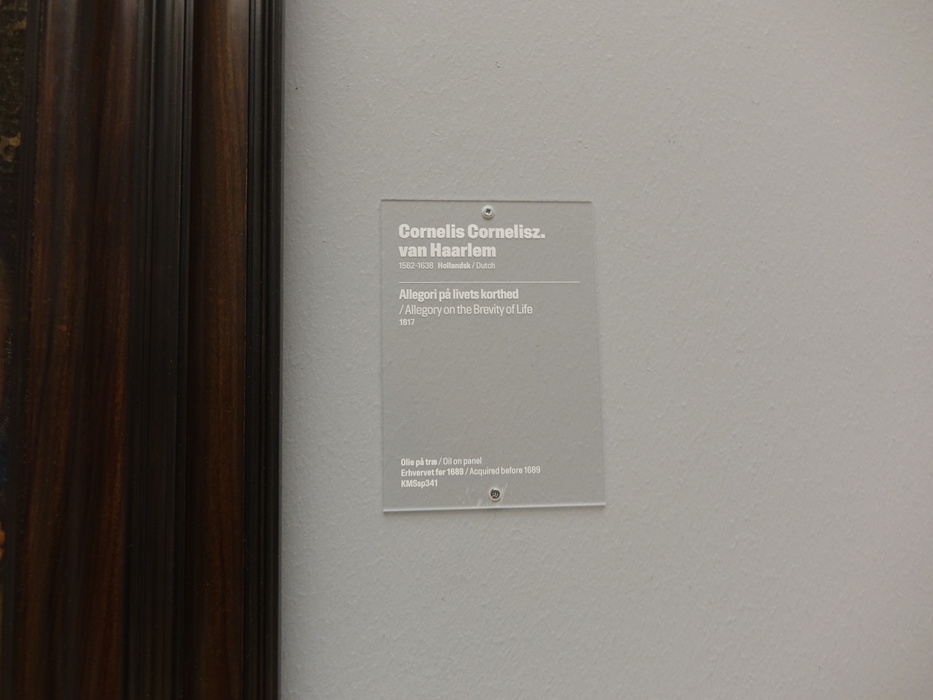 Cornelis Cornelisz.
van Haarlem
1562-1638 Hollandsk / Dutch
Allegori på livets korthed
/ Allegory on the Brevity of Life
1617
Olie på træ / Oil on panel
Erhvervet før 1689 / Acquired before 1689
KMSsp341